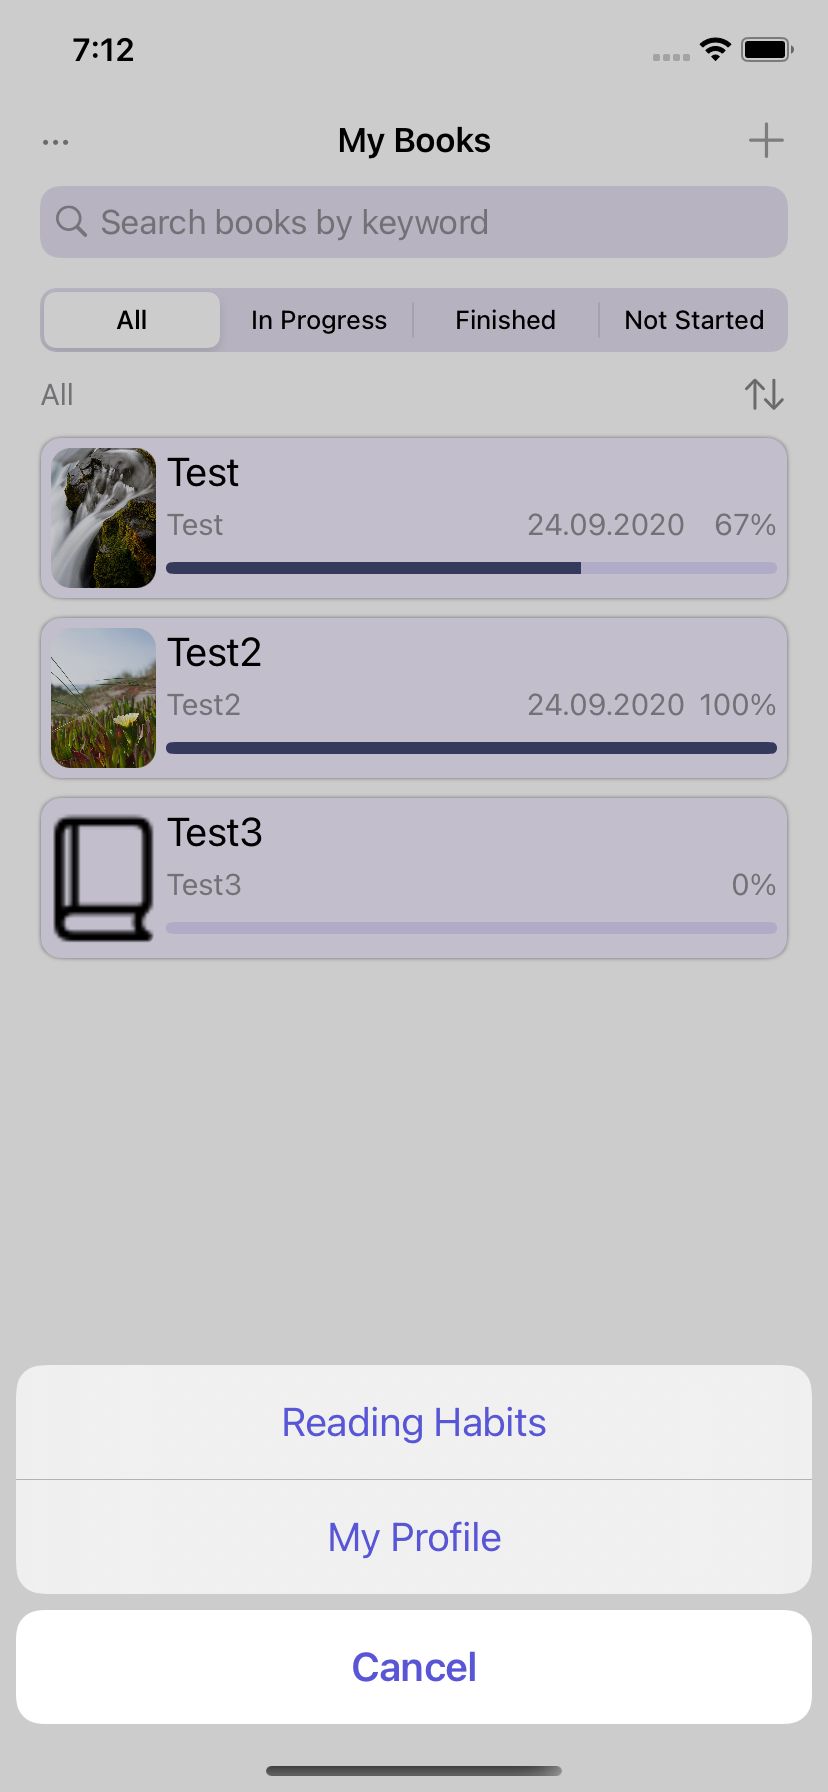 7:12
... My Books
Search books by keyword
All In Progress Finished Not Started
All
Test
Test 24.09.2020 67%
Test2
Test2 24.09.2020 100%
Test3
Test3 0%
Reading Habits
My Profile
Cancel